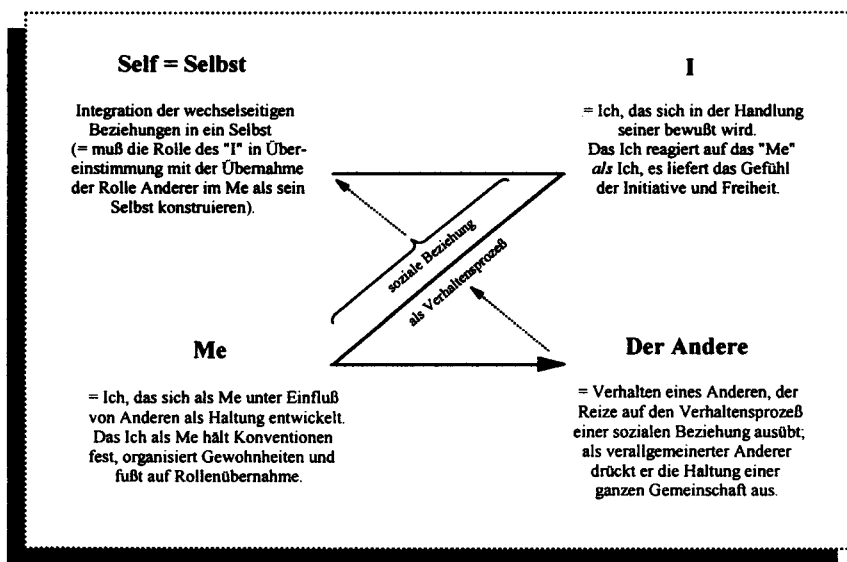 Self = Selbst
Integration der wechselseitigen
Beziehungen in ein Selbst
(= muß die Rolle des "I" in Über-
einstimmung mit der Übernahme
der Rolle Anderer im Me als sein
Selbst konstruieren).
I
= Ich, das sich in der Handlung
seiner bewußt wird.
Das Ich reagiert auf das "Me"
als Ich, es liefert das Gefühl
der Initiative und Freiheit.
soziale Beziehung
als Verhaltensprozeß
Me
= Ich, das sich als Me unter Einfluß
von Anderen als Haltung entwickelt.
Das Ich als Me hält Konventionen
fest, organisiert Gewohnheiten und
fußt auf Rollenübernahme.
Der Andere
= Verhalten eines Anderen, der
Reize auf den Verhaltensprozeß
einer sozialen Beziehung ausübt;
als verallgemeinerter Anderer
drückt er die Haltung einer
ganzen Gemeinschaft aus.